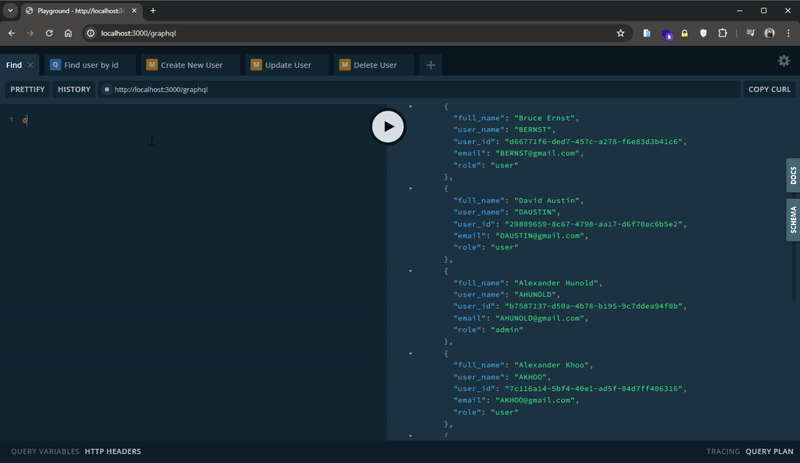 Playground - http://localhost:3000/graphql
localhost:3000/graphql
Find
Q Find user by id
M Create New User
M Update User
M Delete User
PRETTIFY
HISTORY
http://localhost:3000/graphql
COPY CURL
1 d
{
"full_name": "Bruce Ernst",
"user_name": "BERNST",
"user_id": "d66771f6-ded7-457c-a278-f6e83d3b41c6",
"email": "BERNST@gmail.com",
"role": "user"
},
{
"full_name": "David Austin",
"user_name": "DAUSTIN",
"user_id": "29809659-8c67-4798-aa17-d6f70ac6b5e2",
"email": "DAUSTIN@gmail.com",
"role": "user"
},
{
"full_name": "Alexander Hunold",
"user_name": "AHUNOLD",
"user_id": "b7587137-d50a-4b78-b195-9c7ddea94f0b",
"email": "AHUNOLD@gmail.com",
"role": "admin"
},
{
"full_name": "Alexander Khoo",
"user_name": "AKHOO",
"user_id": "7c116a14-5bf4-40e1-ad5f-84d7ff406316",
"email": "AKHOO@gmail.com",
"role": "user"
},
{
DOCS
SCHEMA
QUERY VARIABLES
HTTP HEADERS
TRACING
QUERY PLAN